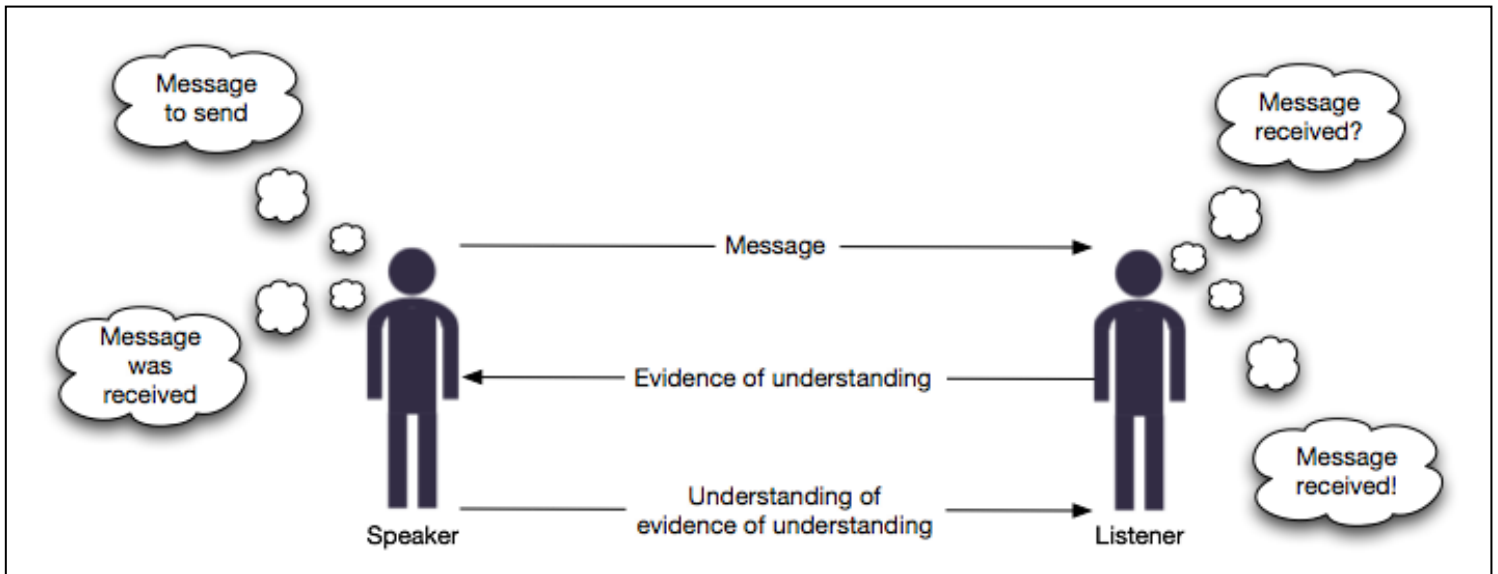 Message
to send
Message
received?
Message
Message
was
received
Evidence of understanding
Message
received!
Understanding of
evidence of understanding
Speaker
Listener